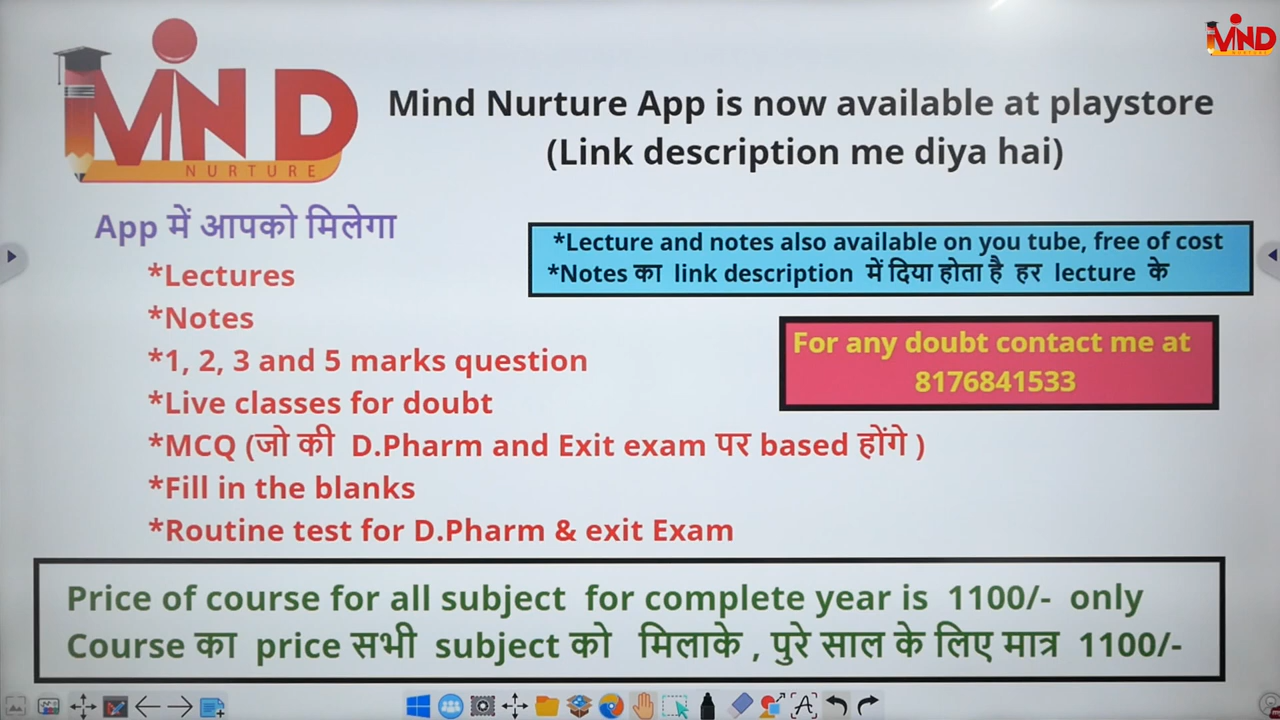 MIND
NURTURE
MIND
NURTURE
Mind Nurture App is now available at playstore
(Link description me diya hai)
App में आपको मिलेगा
*Lectures
*Notes
*1, 2, 3 and 5 marks question
*Live classes for doubt
*MCQ (जो की D.Pharm and Exit exam पर based होंगे )
*Fill in the blanks
*Routine test for D.Pharm & exit Exam
*Lecture and notes also available on you tube, free of cost
*Notes का link description में दिया होता है हर lecture के
For any doubt contact me at
8176841533
Price of course for all subject for complete year is 1100/- only
Course का price सभी subject को मिलाके , पुरे साल के लिए मात्र 1100/-